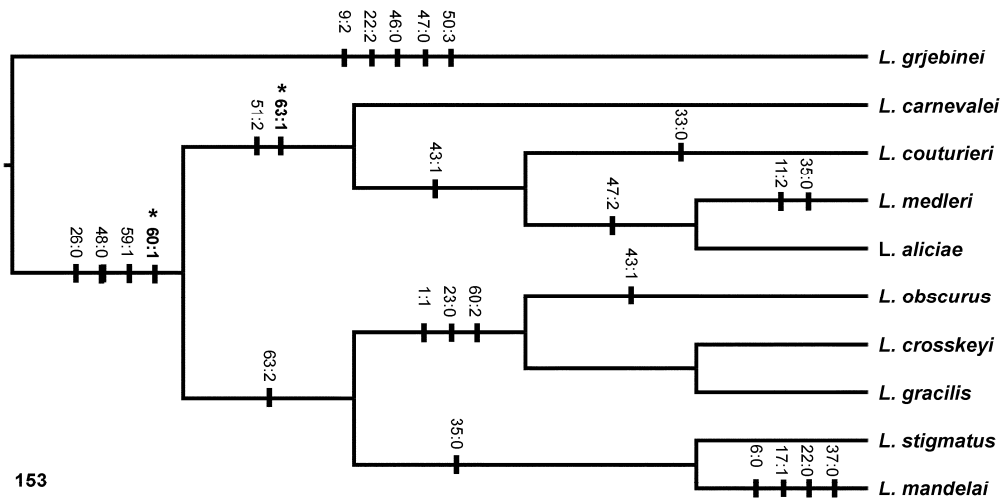 9:2
22:2
46:0
47:0
50:3
L. grjebinei
51:2
* 63:1
L. carnevalei
43:1
33:0
L. couturieri
47:2
11:2
35:0
L. medleri
L. aliciae
26:0
48:0
59:1
* 60:1
43:1
L. obscurus
1:1
23:0
60:2
L. crosskeyi
L. gracilis
63:2
35:0
L. stigmatus
6:0
17:1
22:0
37:0
L. mandelai
153